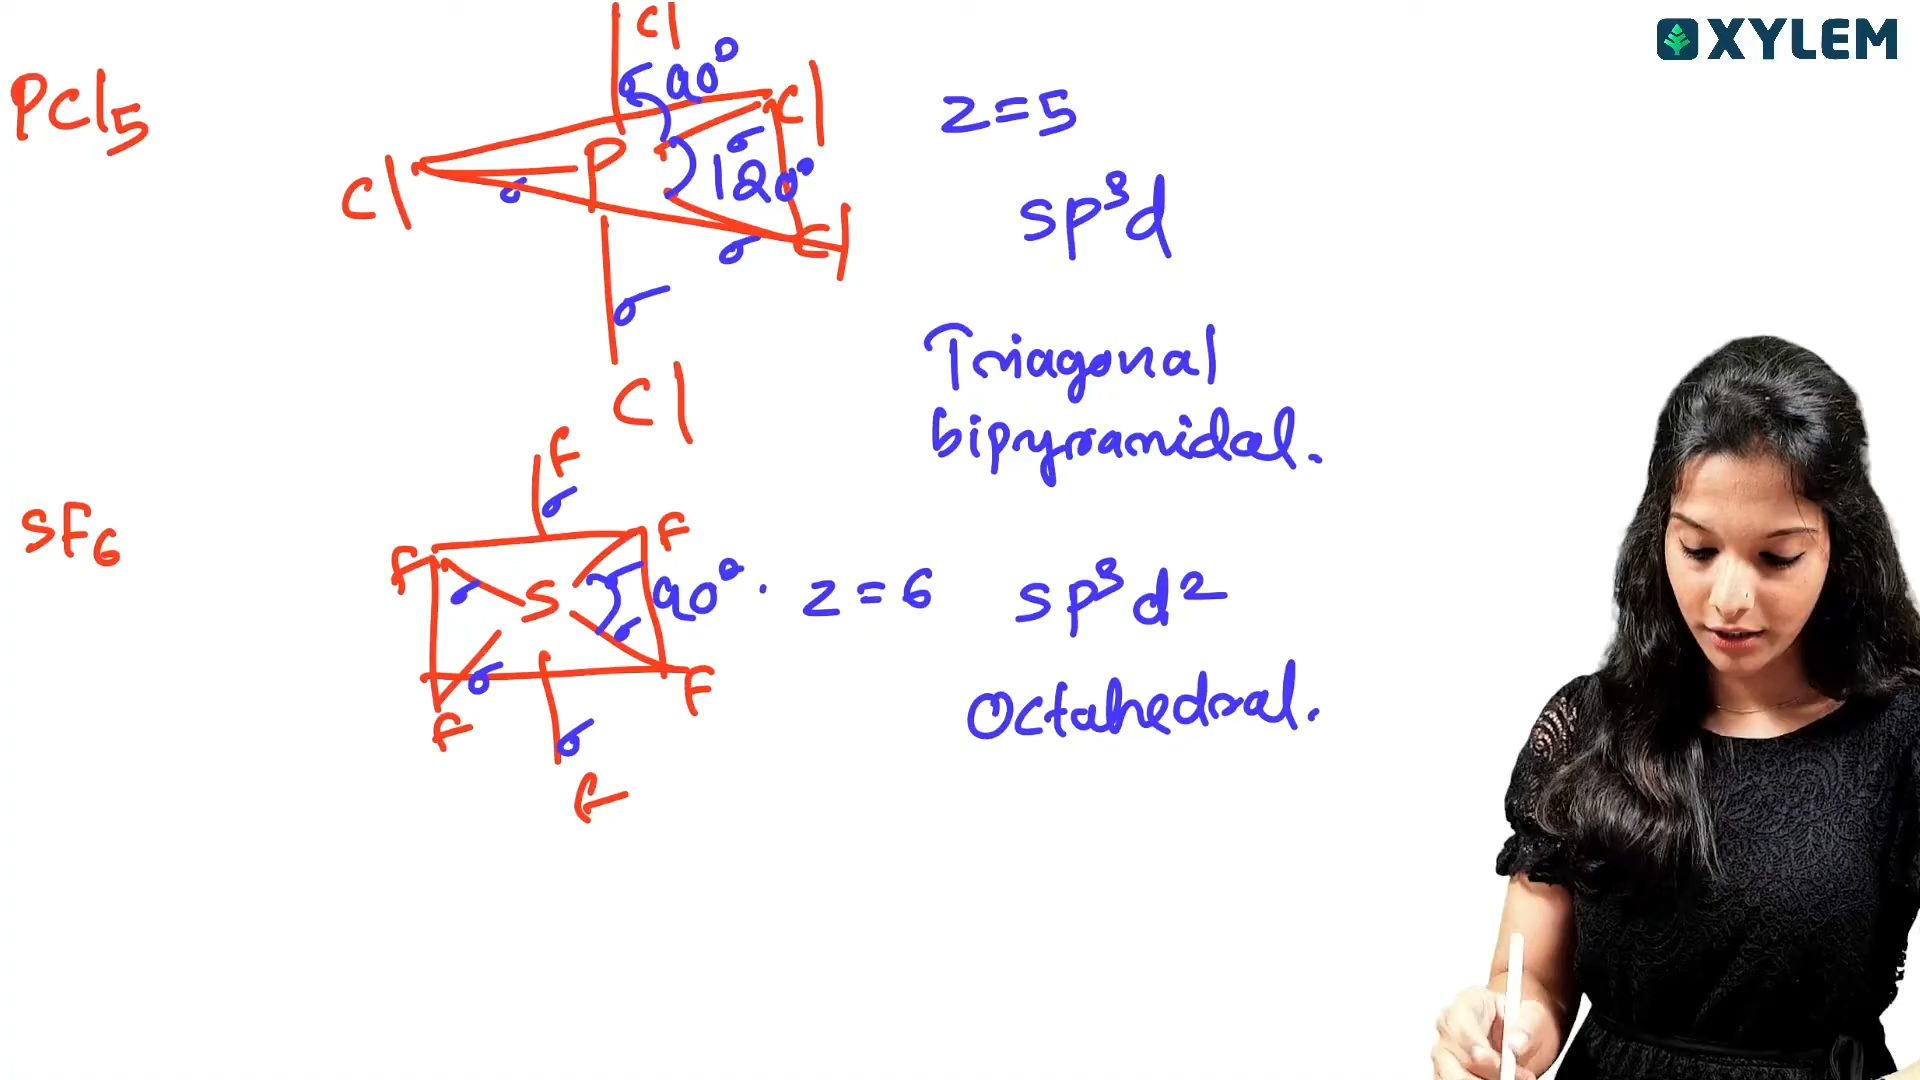 XYLEM
PCl5
Cl
σ 90°
Cl
σ
120°
P
Cl
σ
σ
Cl
σ
Cl
z=5
sp³d
Triagonal
bipyramidal.
SF6
F
σ
F
F
σ
S
90°.
σ
σ
F
F
σ
F
z=6
sp³d²
Octahedral.